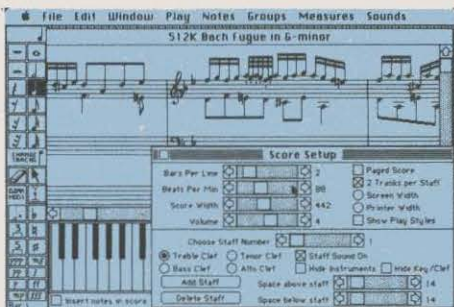 File Edit Window Play Notes Groups Measures Sounds
512K Bach Fugue in G-minor
CHANGE TRACKS
Score Setup
Bars Per Line 2
Beats Per Min 88
Score Width 442
Volume 4
Paged Score
2 Tracks per Staff
Screen Width
Printer Width
Show Play Styles
Choose Staff Number 1
Treble Clef Tenor Clef Staff Sound On
Bass Clef Alto Clef Hide Instruments Hide Key/Clef
Add Staff Space above staff 14
Delete Staff Space below staff 14
Insert notes in score